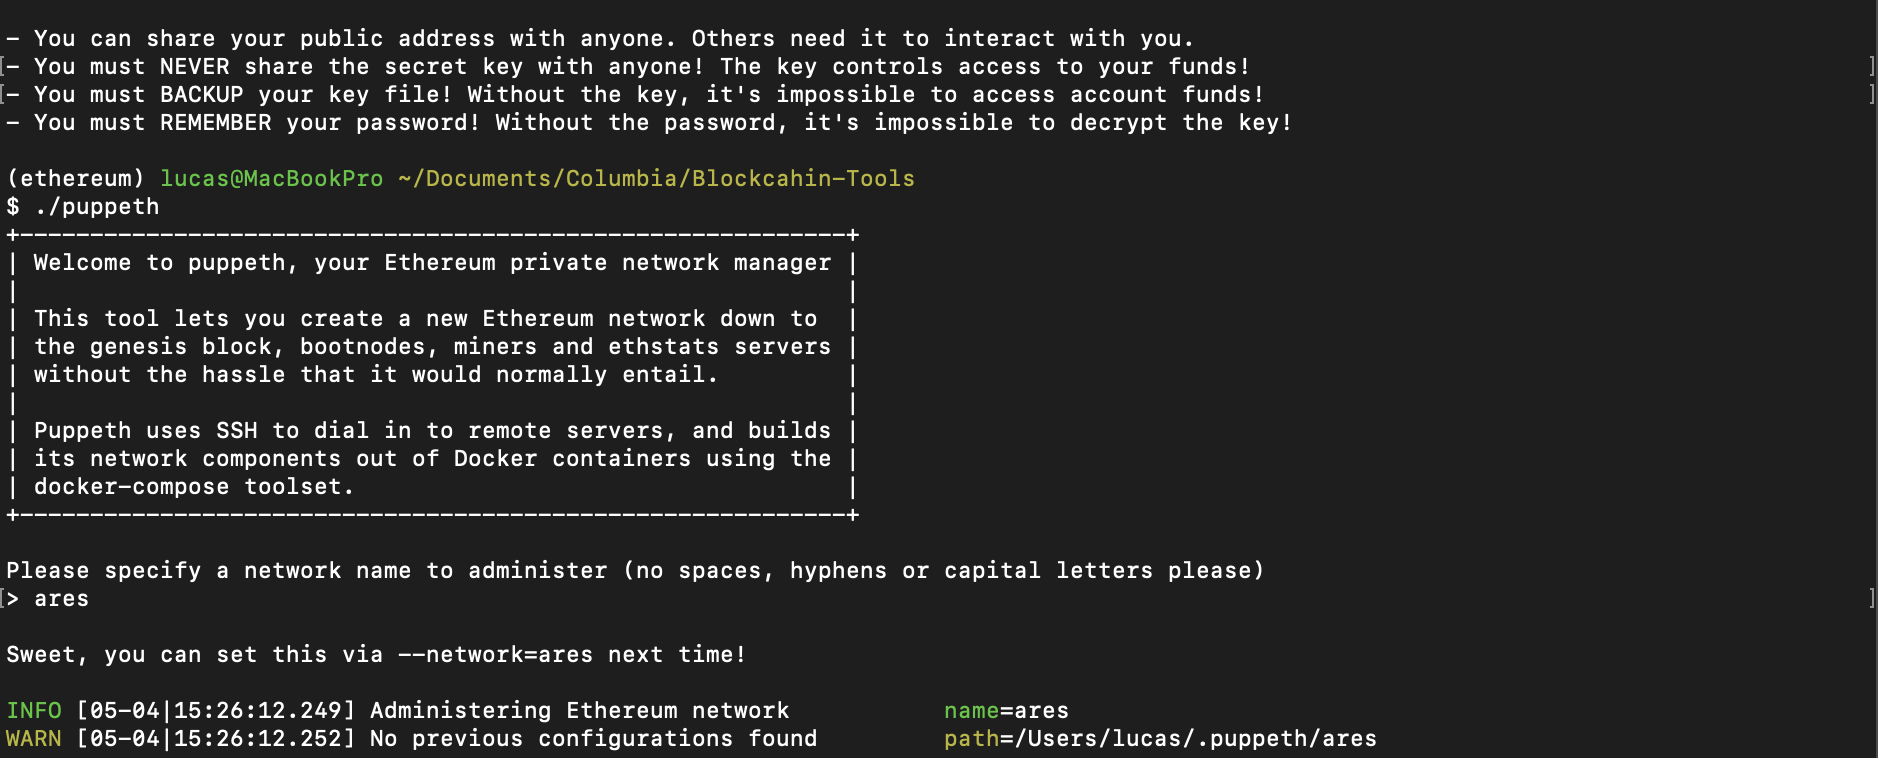 - You can share your public address with anyone. Others need it to interact with you.
[- You must NEVER share the secret key with anyone! The key controls access to your funds! ]
[- You must BACKUP your key file! Without the key, it's impossible to access account funds! ]
- You must REMEMBER your password! Without the password, it's impossible to decrypt the key!
(ethereum) lucas@MacBookPro ~/Documents/Columbia/Blockcahin-Tools
$ ./puppeth
+-----------------------------------------------------------+
| Welcome to puppeth, your Ethereum private network manager |
|                                                           |
| This tool lets you create a new Ethereum network down to  |
| the genesis block, bootnodes, miners and ethstats servers |
| without the hassle that it would normally entail.         |
|                                                           |
| Puppeth uses SSH to dial in to remote servers, and builds |
| its network components out of Docker containers using the |
| docker-compose toolset.                                   |
+-----------------------------------------------------------+
Please specify a network name to administer (no spaces, hyphens or capital letters please)
[> ares ]
Sweet, you can set this via --network=ares next time!
INFO [05-04|15:26:12.249] Administering Ethereum network           name=ares
WARN [05-04|15:26:12.252] No previous configurations found         path=/Users/lucas/.puppeth/ares